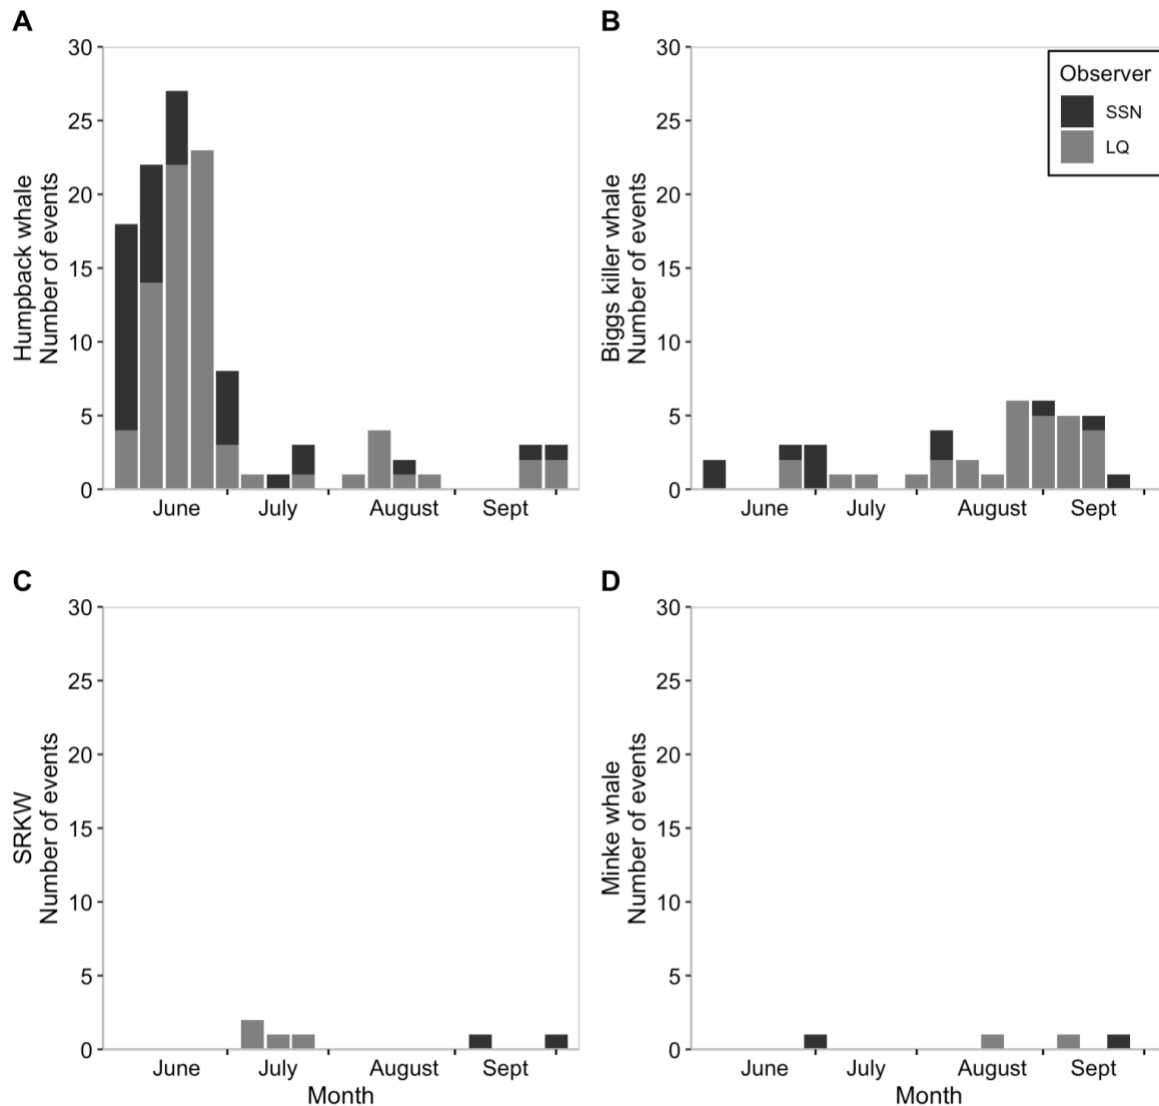 A
30
25
20
15
10
5
0
Humpback whale
Number of events
June July August Sept
B
30
25
20
15
10
5
0
Biggs killer whale
Number of events
June July August Sept
Observer
SSN
LQ
C
30
25
20
15
10
5
0
SRKW
Number of events
June July August Sept
Month
D
30
25
20
15
10
5
0
Minke whale
Number of events
June July August Sept
Month